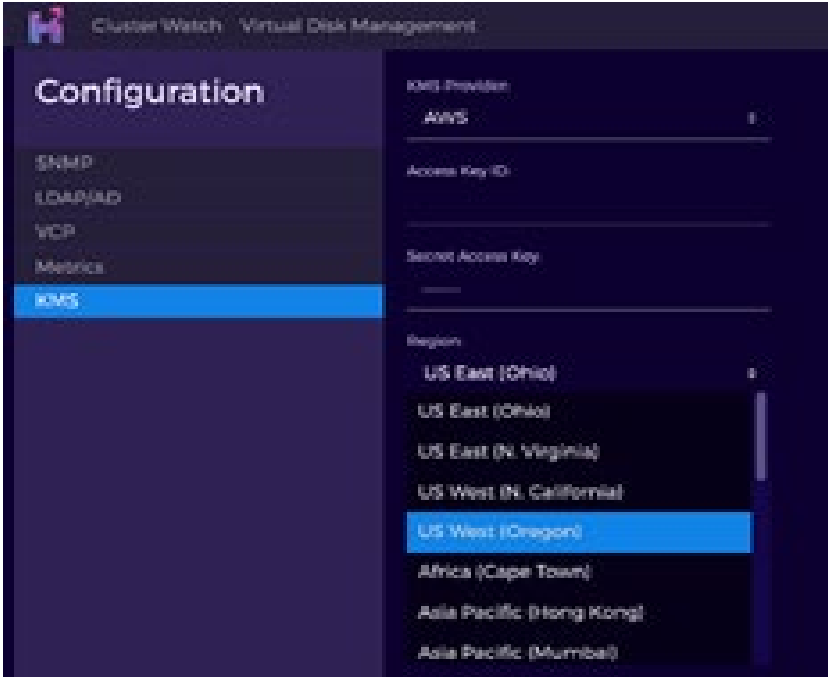 Cluster Watch Virtual Disk Management
Configuration
SNMP
LDAP/AD
VCP
Metrics
KMS
KMS Provider:
AWS
Access Key ID:
Secret Access Key:
Region:
US East (Ohio)
US East (Ohio)
US East (N. Virginia)
US West (N. California)
US West (Oregon)
Africa (Cape Town)
Asia Pacific (Hong Kong)
Asia Pacific (Mumbai)